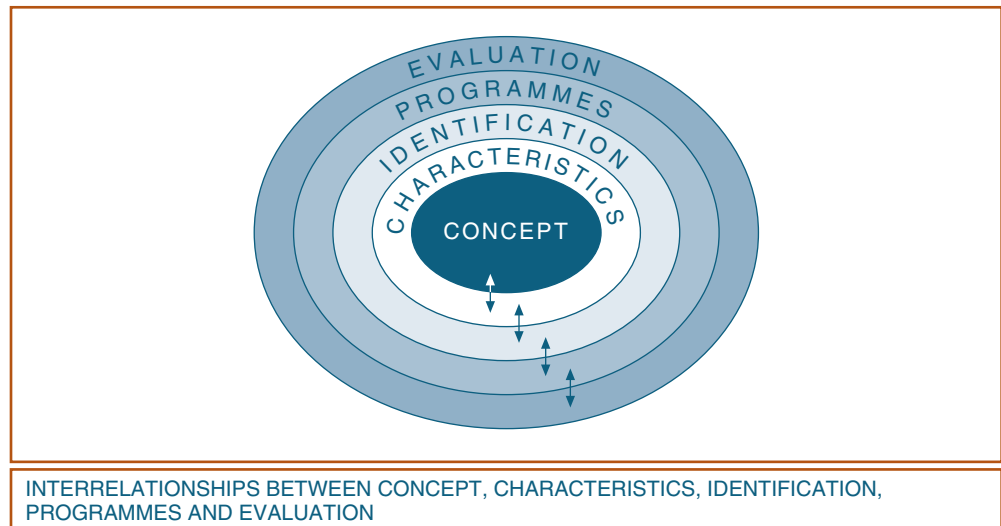 EVALUATION
PROGRAMMES
IDENTIFICATION
CHARACTERISTICS
CONCEPT
INTERRELATIONSHIPS BETWEEN CONCEPT, CHARACTERISTICS, IDENTIFICATION,
PROGRAMMES AND EVALUATION